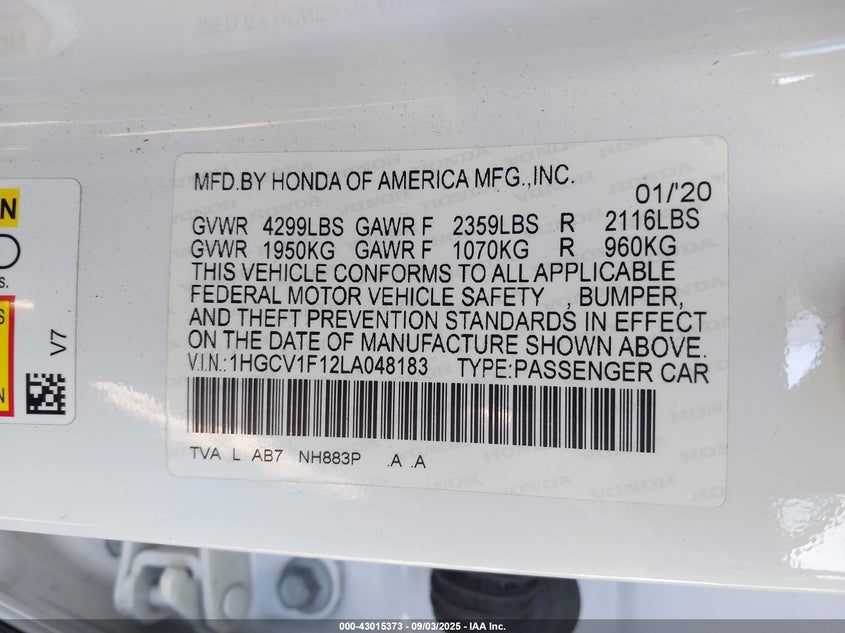 MFD.BY HONDA OF AMERICA MFG.,INC.
01/'20
GVWR 4299LBS GAWR F 2359LBS R 2116LBS
GVWR 1950KG GAWR F 1070KG R 960KG
THIS VEHICLE CONFORMS TO ALL APPLICABLE
FEDERAL MOTOR VEHICLE SAFETY , BUMPER,
AND THEFT PREVENTION STANDARDS IN EFFECT
ON THE DATE OF MANUFACTURE SHOWN ABOVE.
V.I.N.:1HGCV1F12LA048183 TYPE:PASSENGER CAR
TVA L AB7 NH883P .A .A
N
s.
S
N
V7
000-43015373 - 09/03/2025 - IAA Inc.